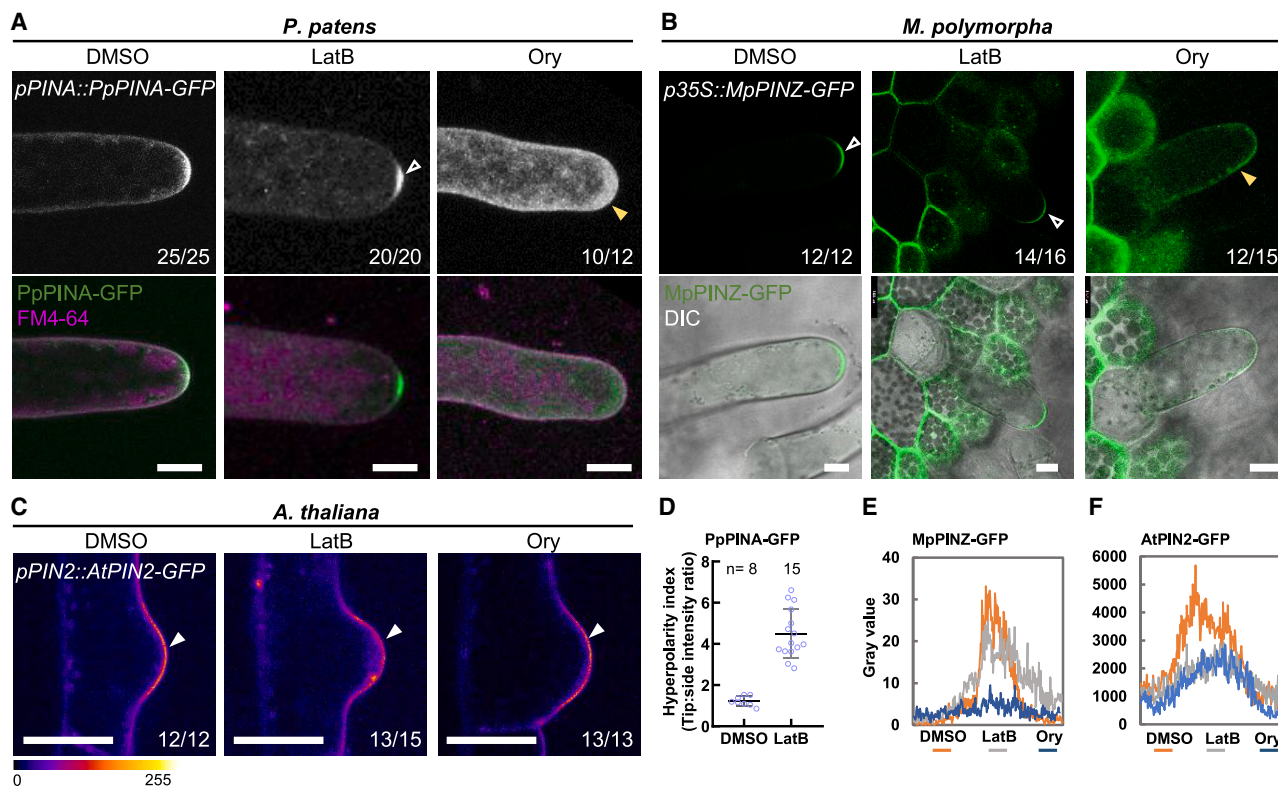 A
P. patens
DMSO
LatB
Ory
pPINA::PpPINA-GFP
25/25
20/20
10/12
PpPINA-GFP
FM4-64
B
M. polymorpha
DMSO
LatB
Ory
p35S::MpPINZ-GFP
12/12
14/16
12/15
MpPINZ-GFP
DIC
C
A. thaliana
DMSO
LatB
Ory
pPIN2::AtPIN2-GFP
12/12
13/15
13/13
0
255
D
PpPINA-GFP
Hyperpolarity index
(Tip:side intensity ratio)
n= 8
15
8
6
4
2
0
DMSO
LatB
E
MpPINZ-GFP
Gray value
40
30
20
10
0
DMSO
LatB
Ory
F
AtPIN2-GFP
6000
5000
4000
3000
2000
1000
0
DMSO
LatB
Ory